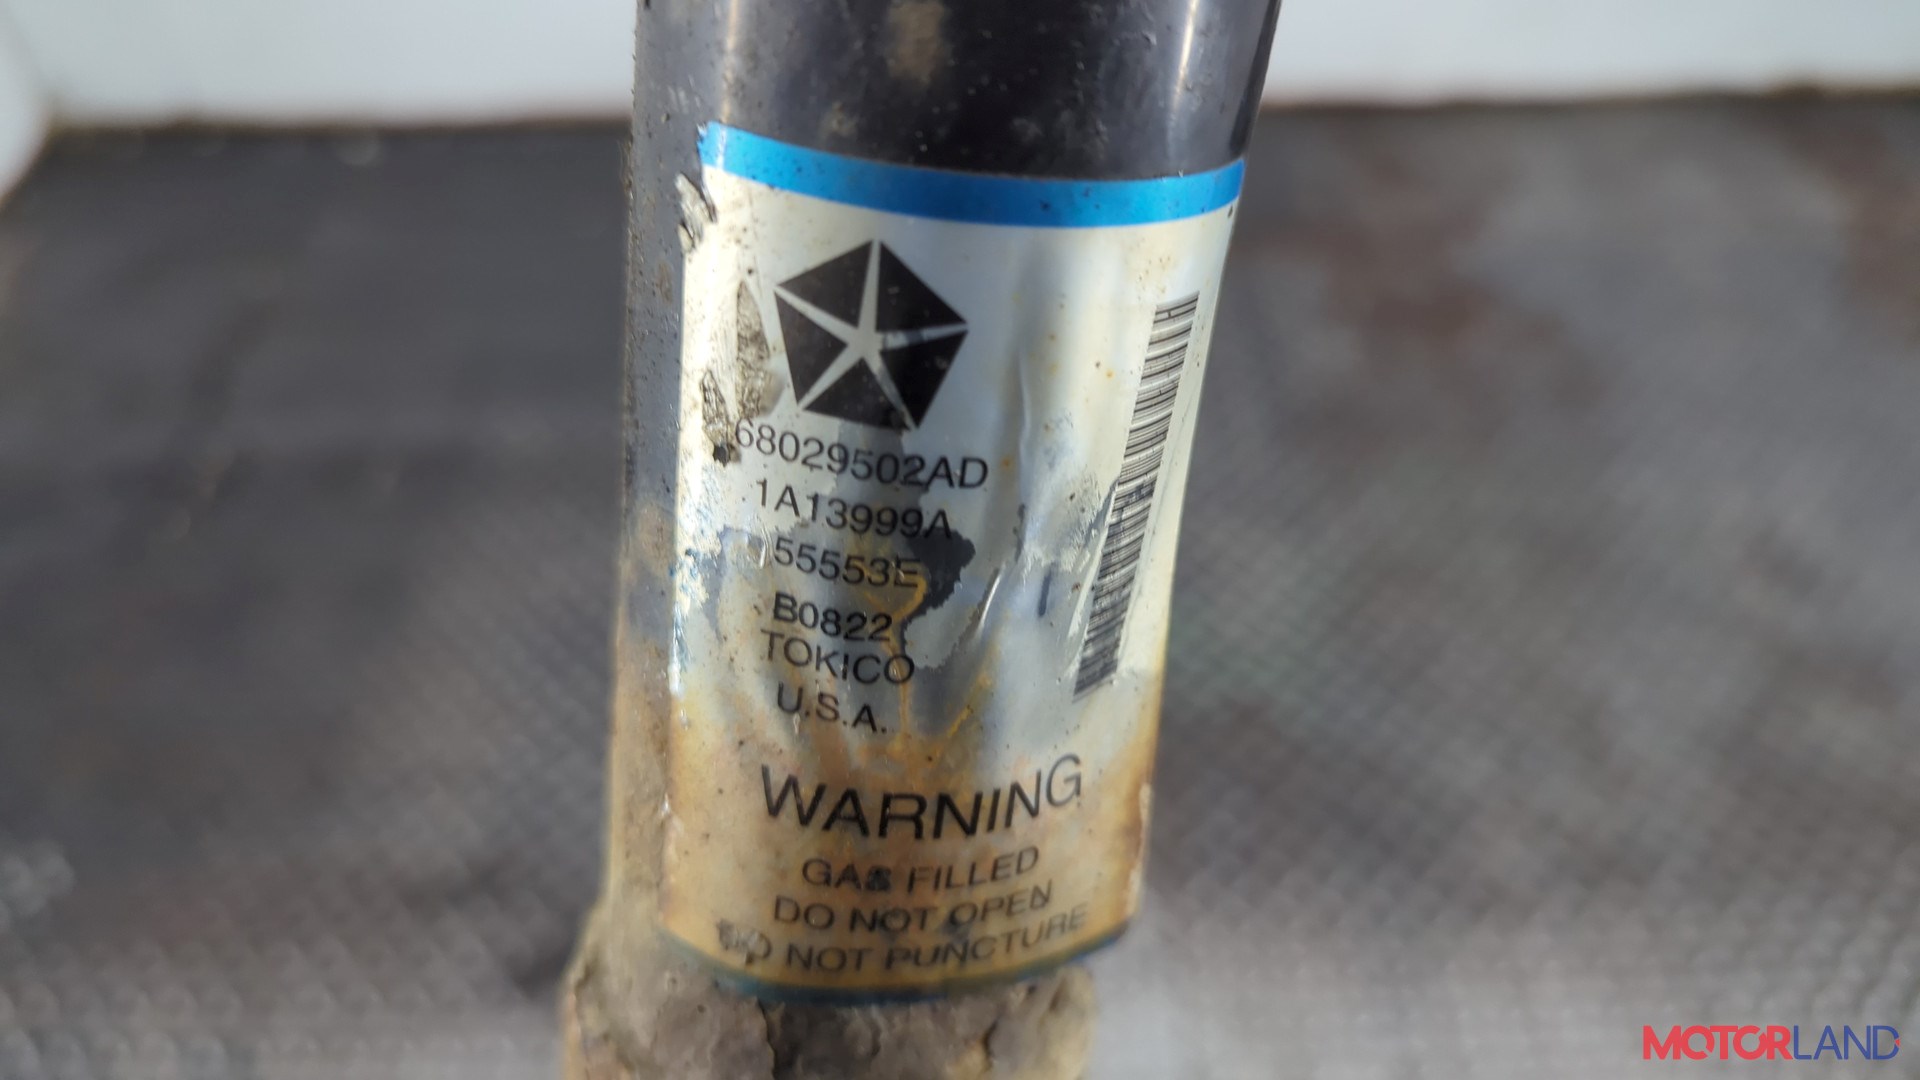 68029502AD
1A13999A
55553E
B0822
TOKICO
U.S.A.
WARNING
GAS FILLED
DO NOT OPEN
DO NOT PUNCTURE
MOTORLAND